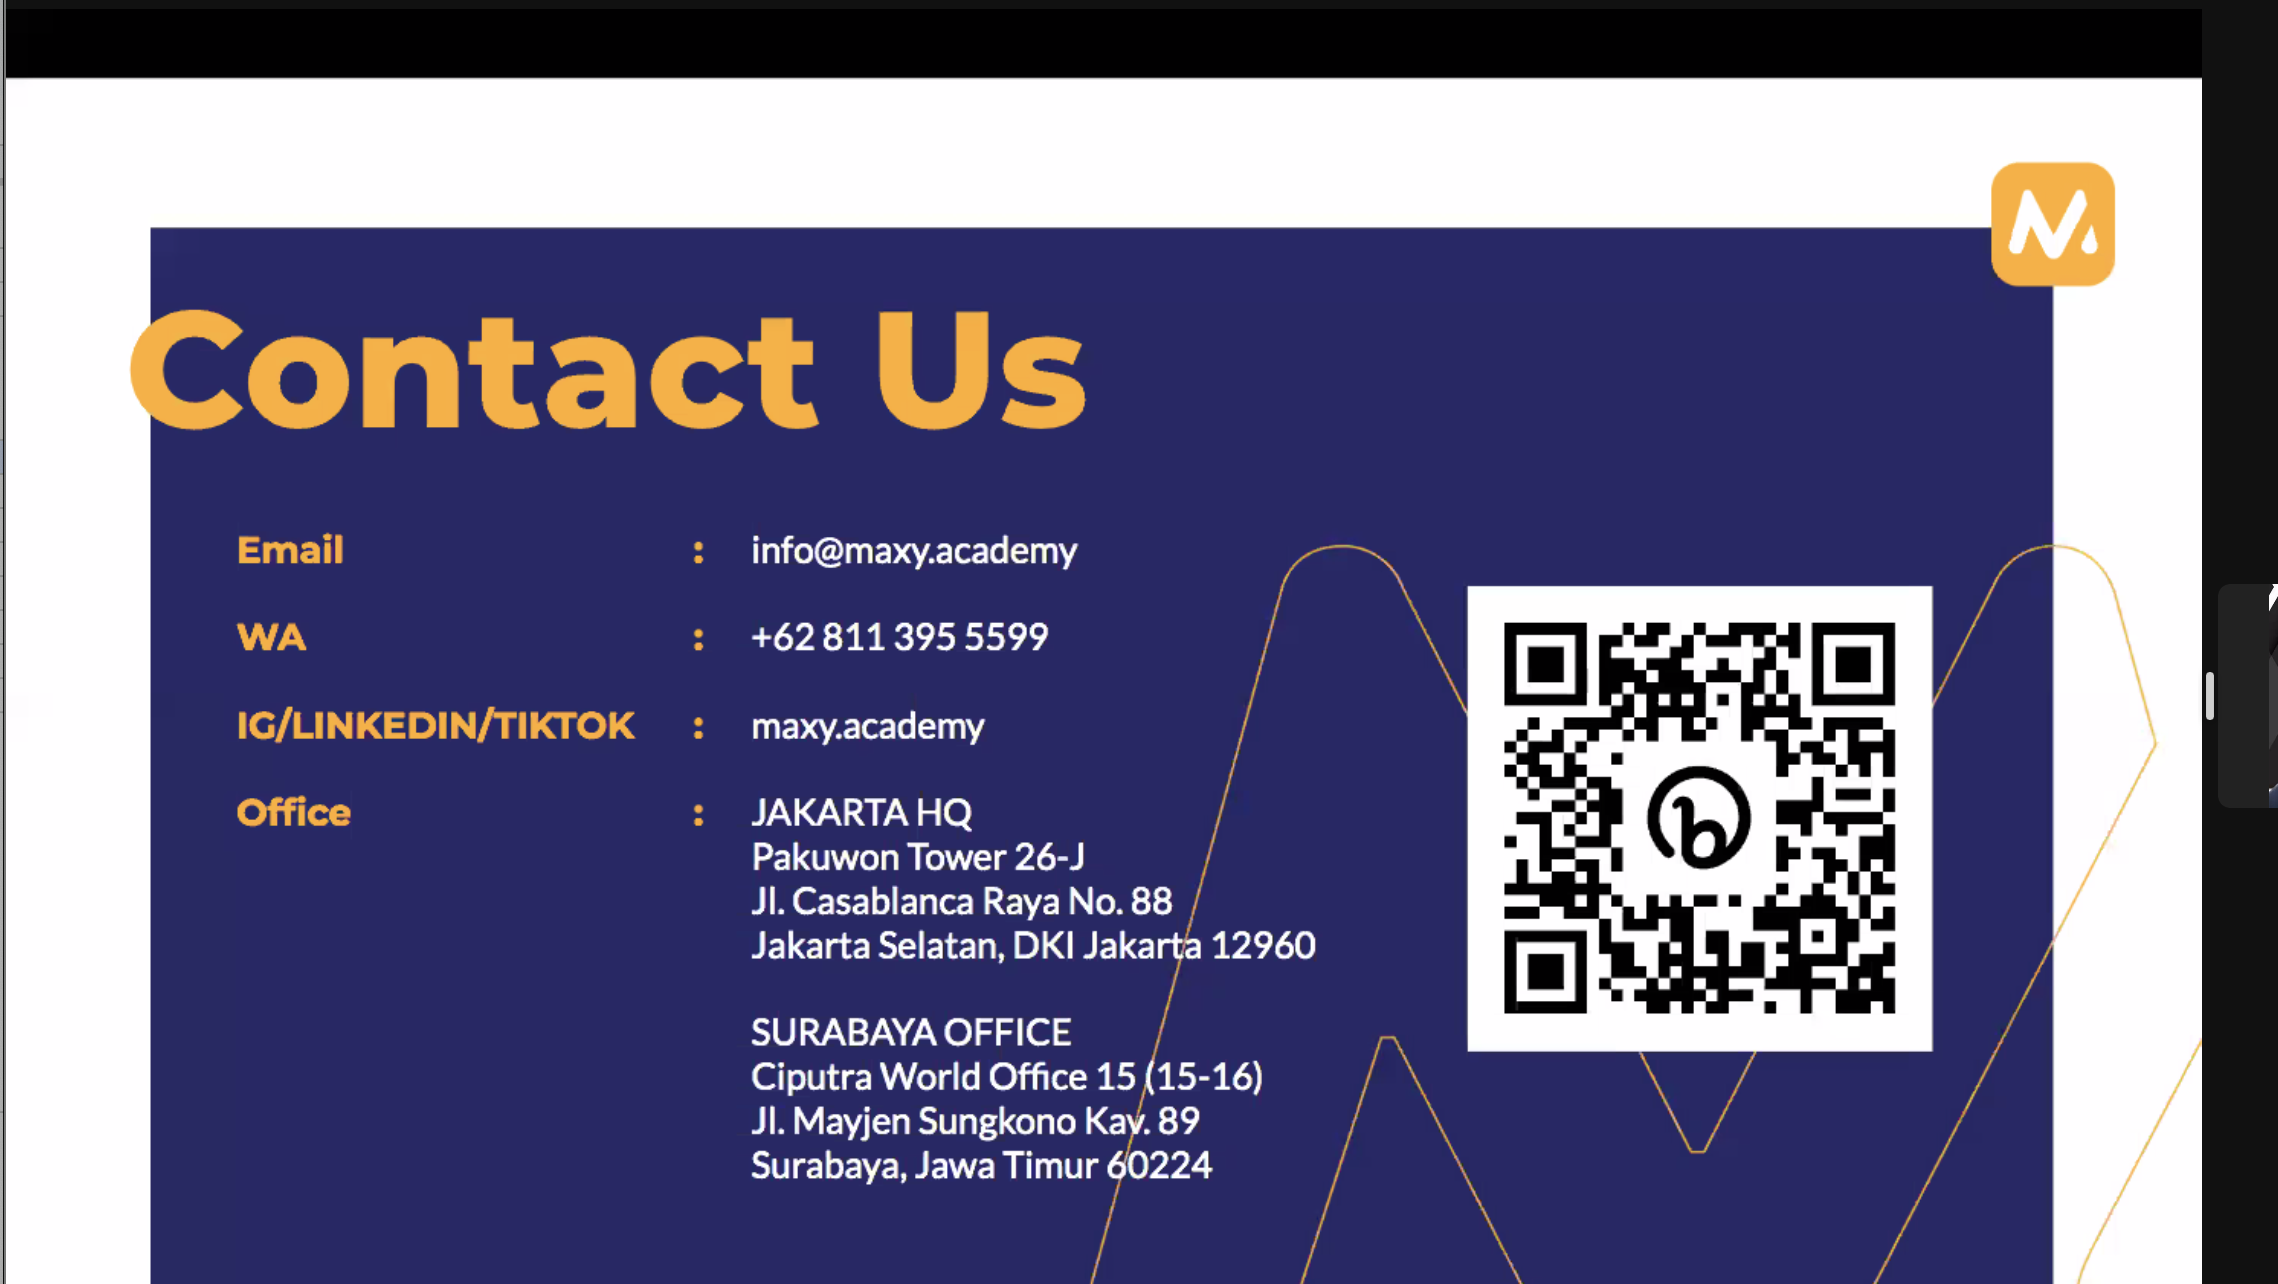 Contact Us
Email : info@maxy.academy
WA : +62 811 395 5599
IG/LINKEDIN/TIKTOK : maxy.academy
Office : JAKARTA HQ
Pakuwon Tower 26-J
Jl. Casablanca Raya No. 88
Jakarta Selatan, DKI Jakarta 12960
SURABAYA OFFICE
Ciputra World Office 15 (15-16)
Jl. Mayjen Sungkono Kav. 89
Surabaya, Jawa Timur 60224